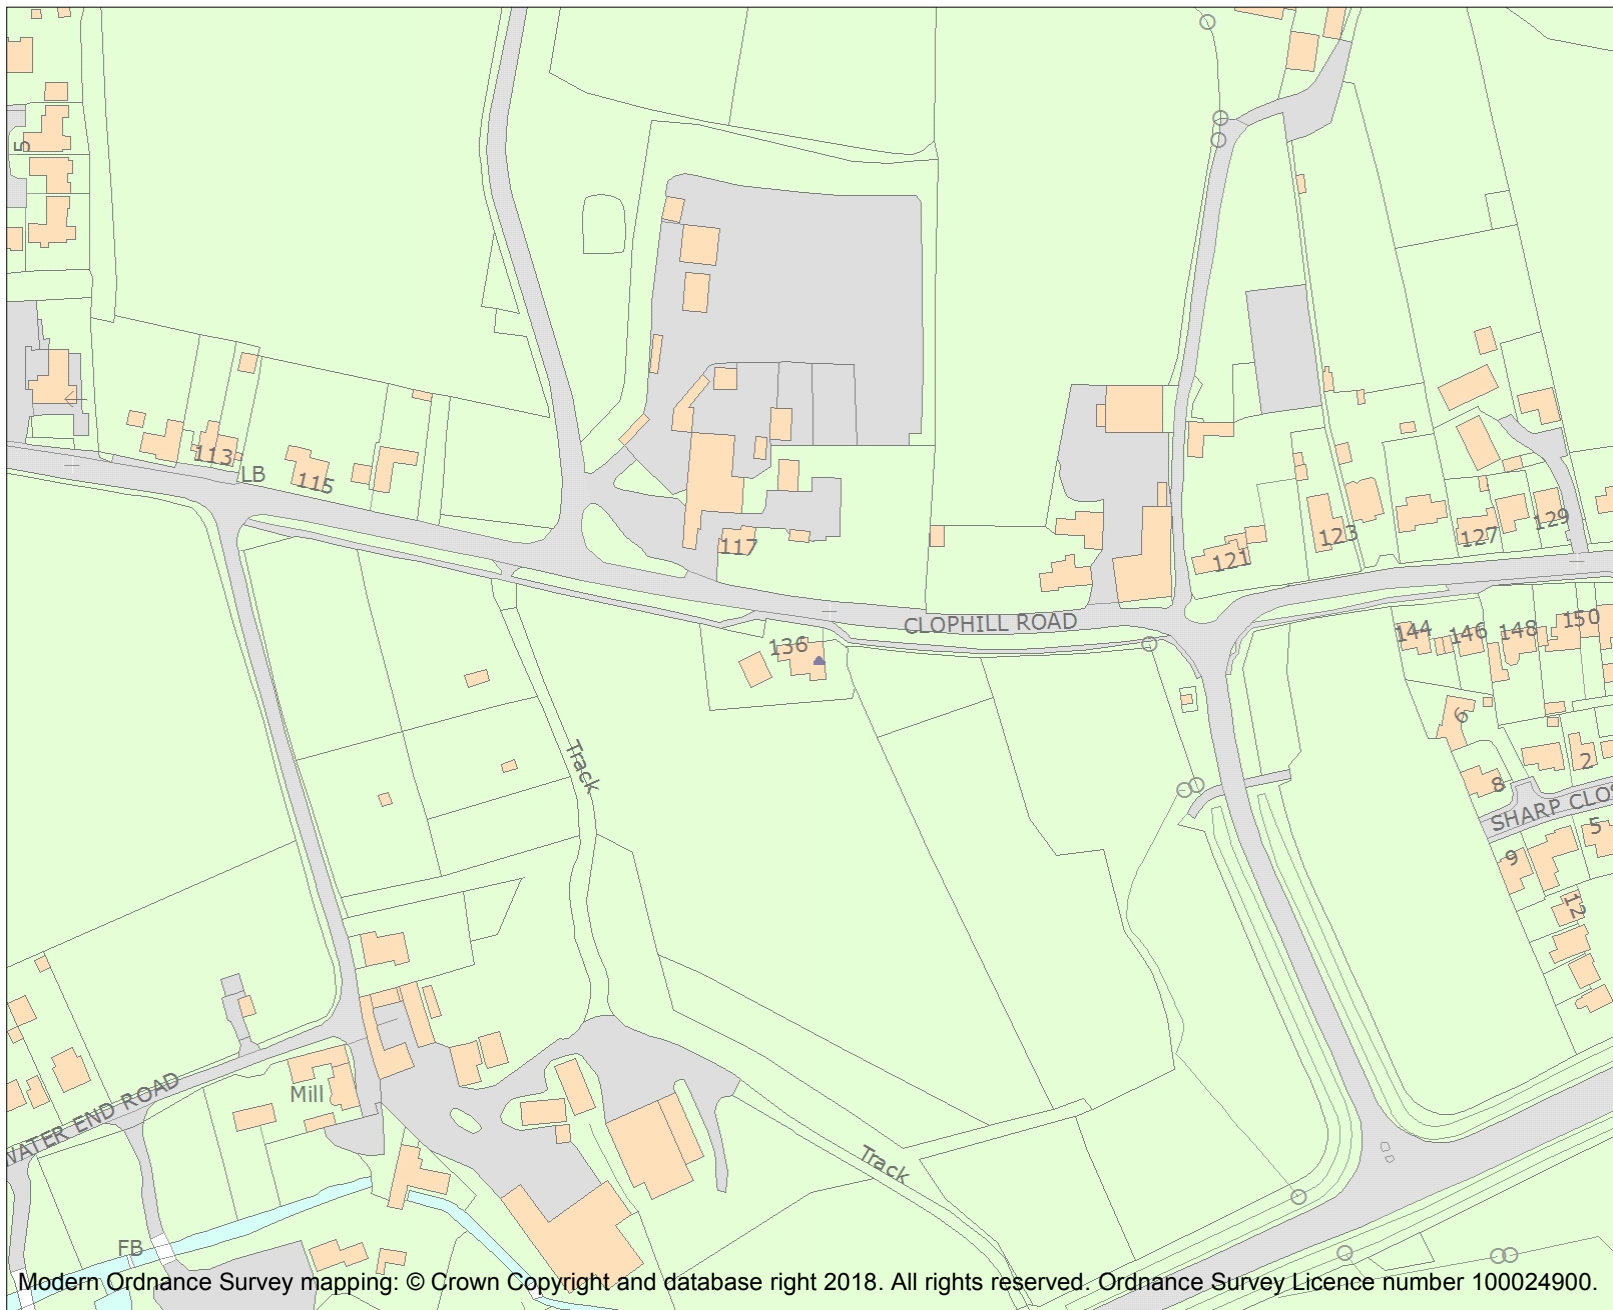 5
113
LB
115
117
121
123
127
129
CLOPHILL ROAD
136
144
146
148
150
6
2
8
SHARP CLOS
5
9
12
Track
Mill
WATER END ROAD
Track
FB
Modern Ordnance Survey mapping: © Crown Copyright and database right 2018. All rights reserved. Ordnance Survey Licence number 100024900.